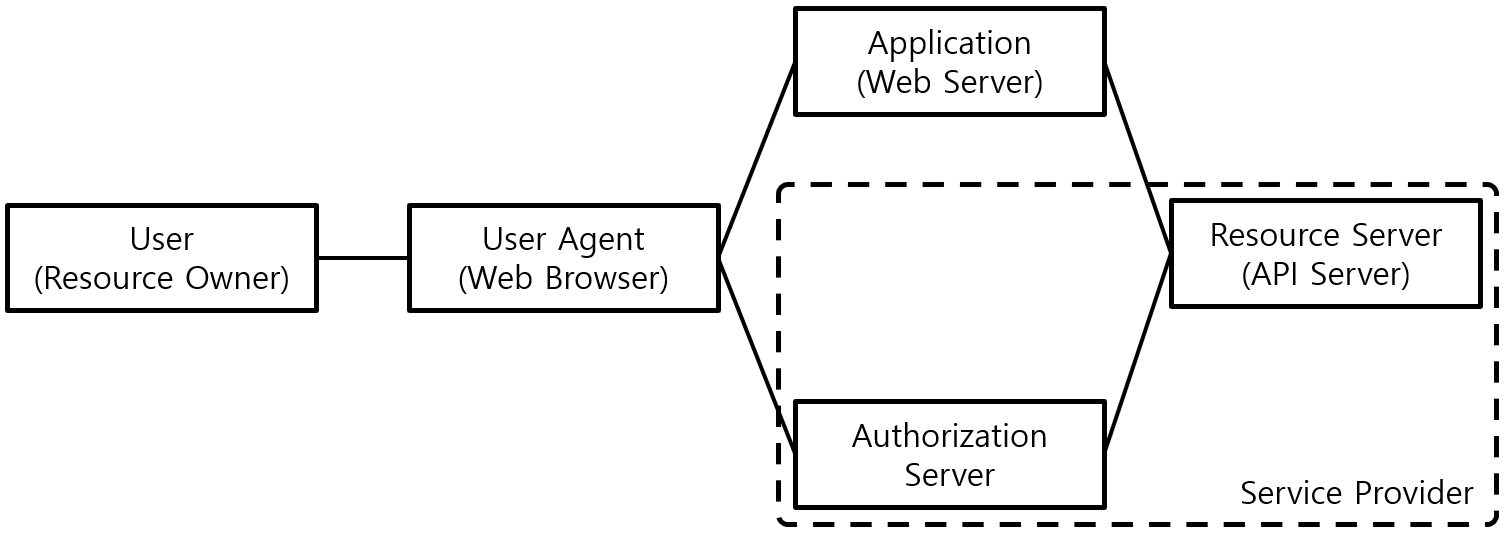 Application
(Web Server)
User
(Resource Owner)
User Agent
(Web Browser)
Resource Server
(API Server)
Authorization
Server
Service Provider